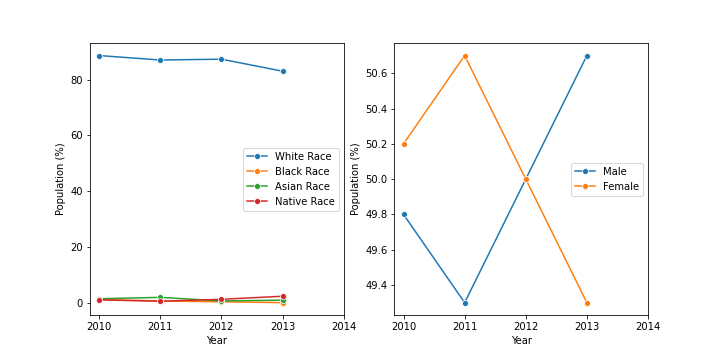 80
60
40
20
0
Population (%)
2010 2011 2012 2013 2014
Year
White Race
Black Race
Asian Race
Native Race
50.6
50.4
50.2
50.0
49.8
49.6
49.4
Population (%)
2010 2011 2012 2013 2014
Year
Male
Female